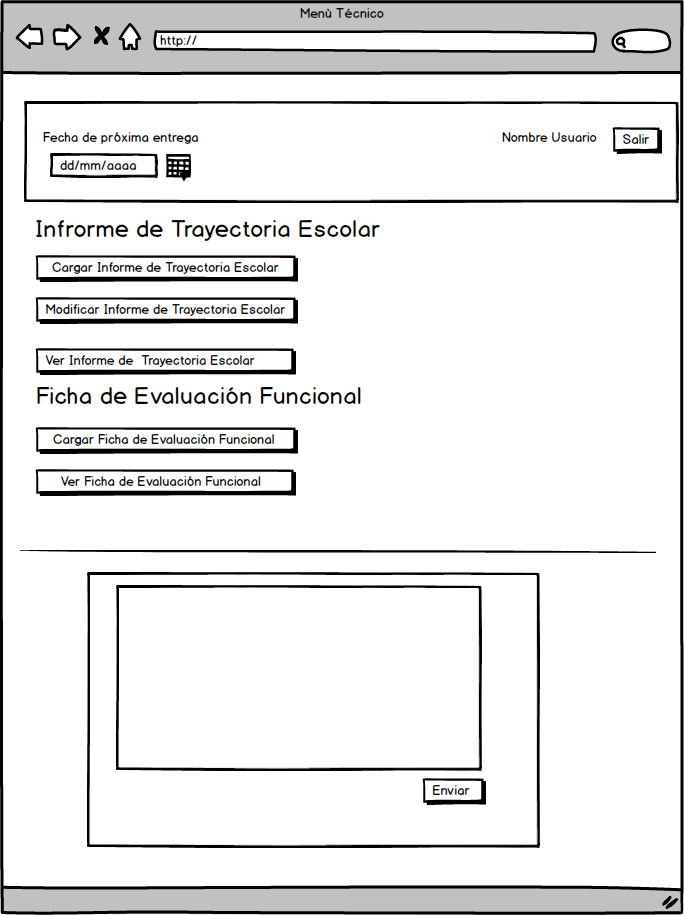 Menù Técnico
http://
Fecha de próxima entrega
Nombre Usuario
Salir
dd/mm/aaaa
Infrorme de Trayectoria Escolar
Cargar Informe de Trayectoria Escolar
Modificar Informe de Trayectoria Escolar
Ver Informe de  Trayectoria Escolar
Ficha de Evaluación Funcional
Cargar Ficha de Evaluación Funcional
Ver Ficha de Evaluación Funcional
Enviar